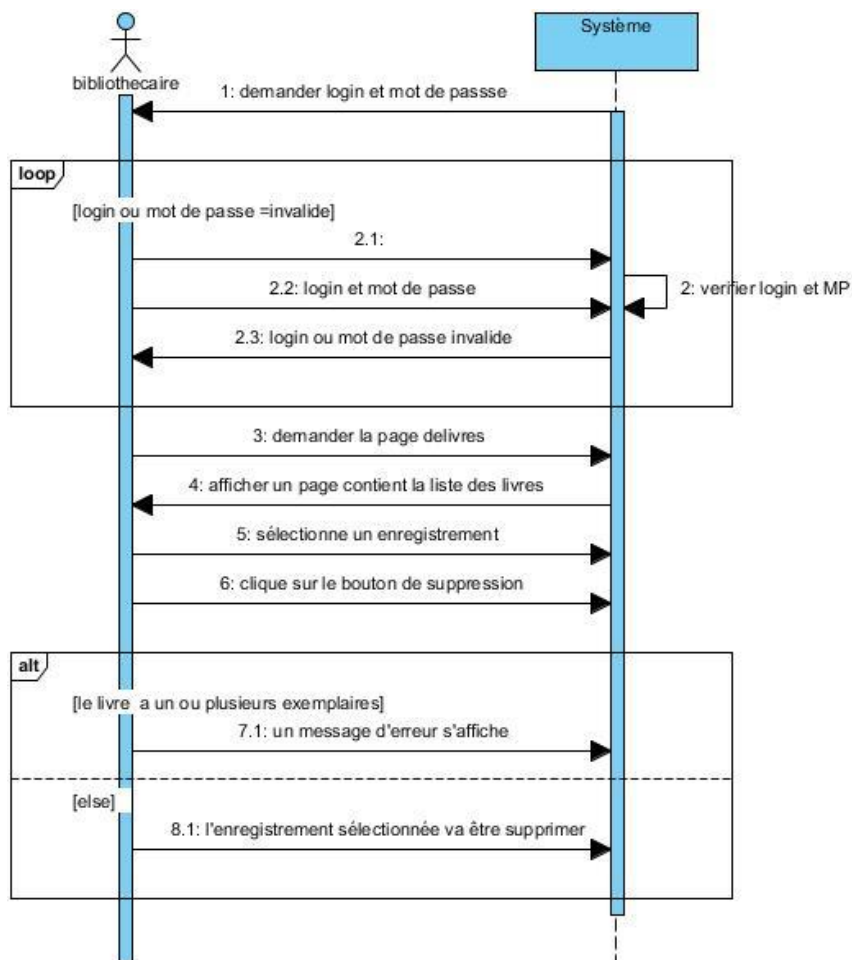 Système
bibliothecaire
1: demander login et mot de passse
loop
[login ou mot de passe =invalide]
2.1:
2.2: login et mot de passe
2: verifier login et MP
2.3: login ou mot de passe invalide
3: demander la page delivres
4: afficher un page contient la liste des livres
5: sélectionne un enregistrement
6: clique sur le bouton de suppression
alt
[le livre  a un ou plusieurs exemplaires]
7.1: un message d'erreur s'affiche
[else]
8.1: l'enregistrement sélectionnée va être supprimer